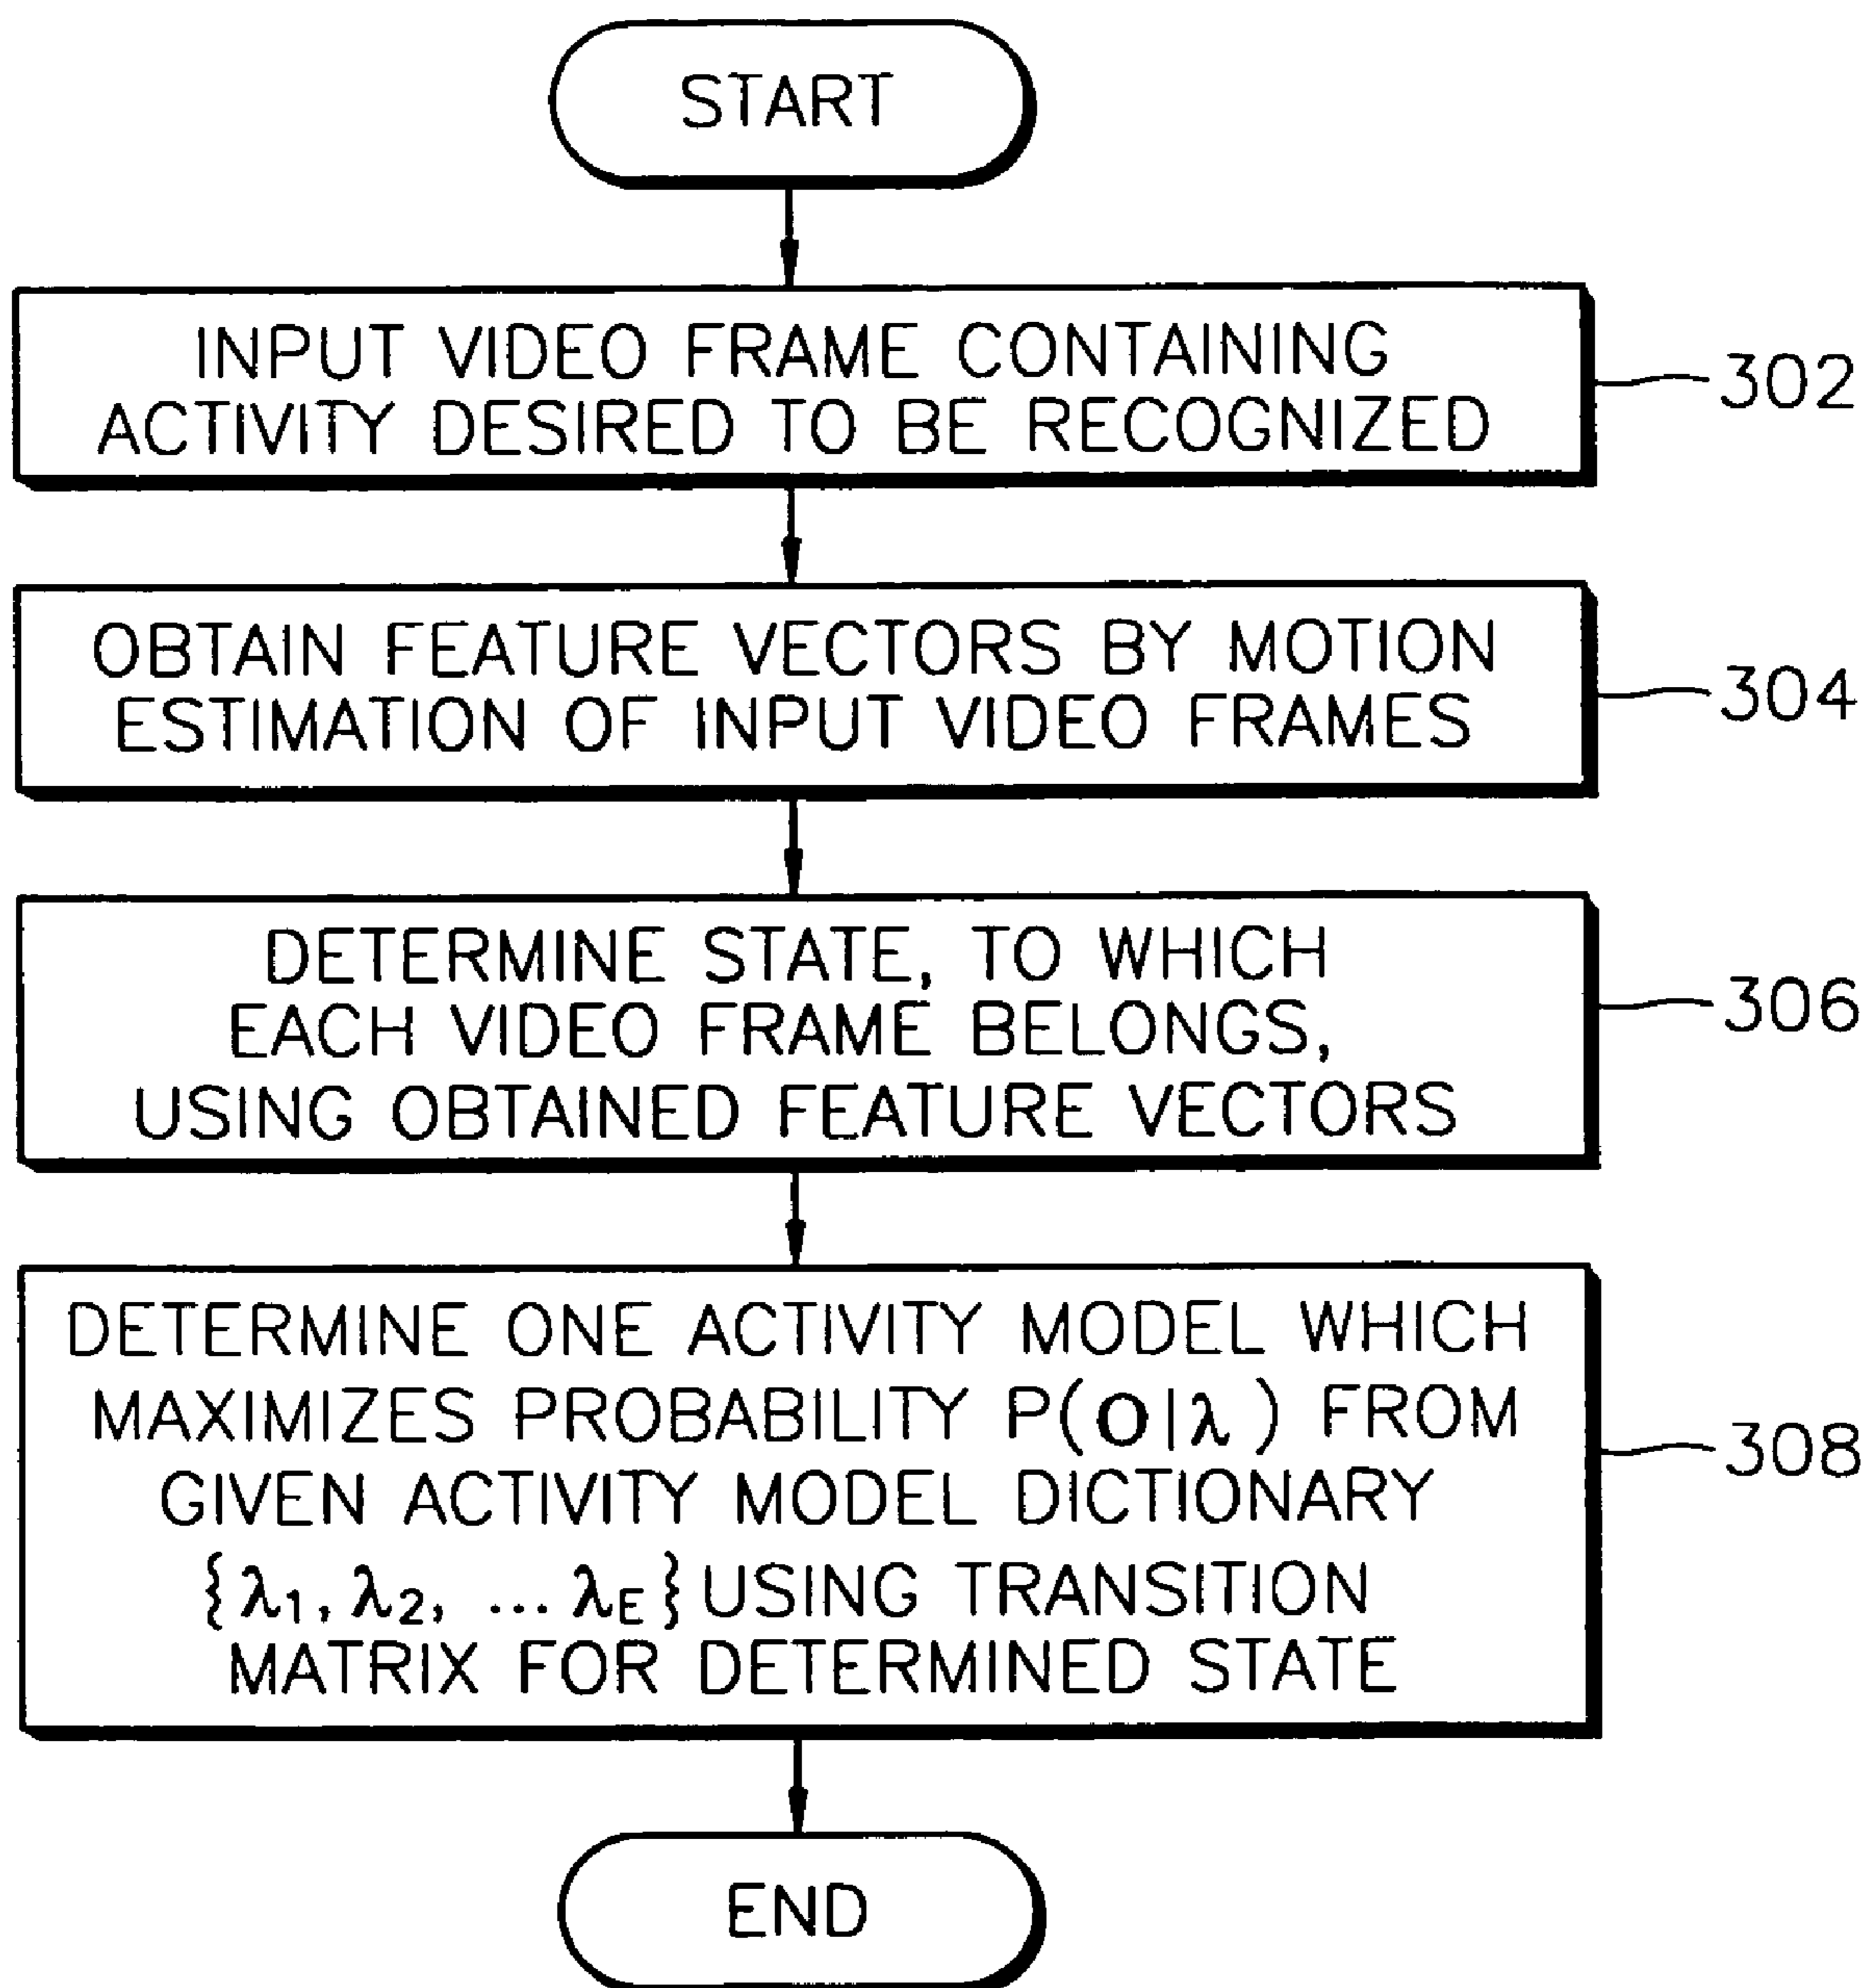 START
INPUT VIDEO FRAME CONTAINING
ACTIVITY DESIRED TO BE RECOGNIZED
302
OBTAIN FEATURE VECTORS BY MOTION
ESTIMATION OF INPUT VIDEO FRAMES
304
DETERMINE STATE, TO WHICH
EACH VIDEO FRAME BELONGS,
USING OBTAINED FEATURE VECTORS
306
DETERMINE ONE ACTIVITY MODEL WHICH
MAXIMIZES PROBABILITY P(O|λ) FROM
GIVEN ACTIVITY MODEL DICTIONARY
{λ1, λ2, ... λE} USING TRANSITION
MATRIX FOR DETERMINED STATE
308
END